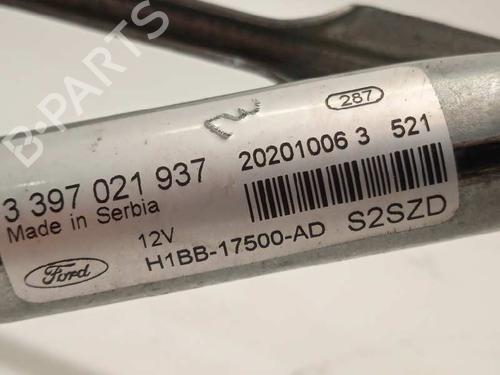 287
20201006 3 521
3 397 021 937
Made in Serbia
12V
H1BB-17500-AD S2SZD
Ford
B-PARTS